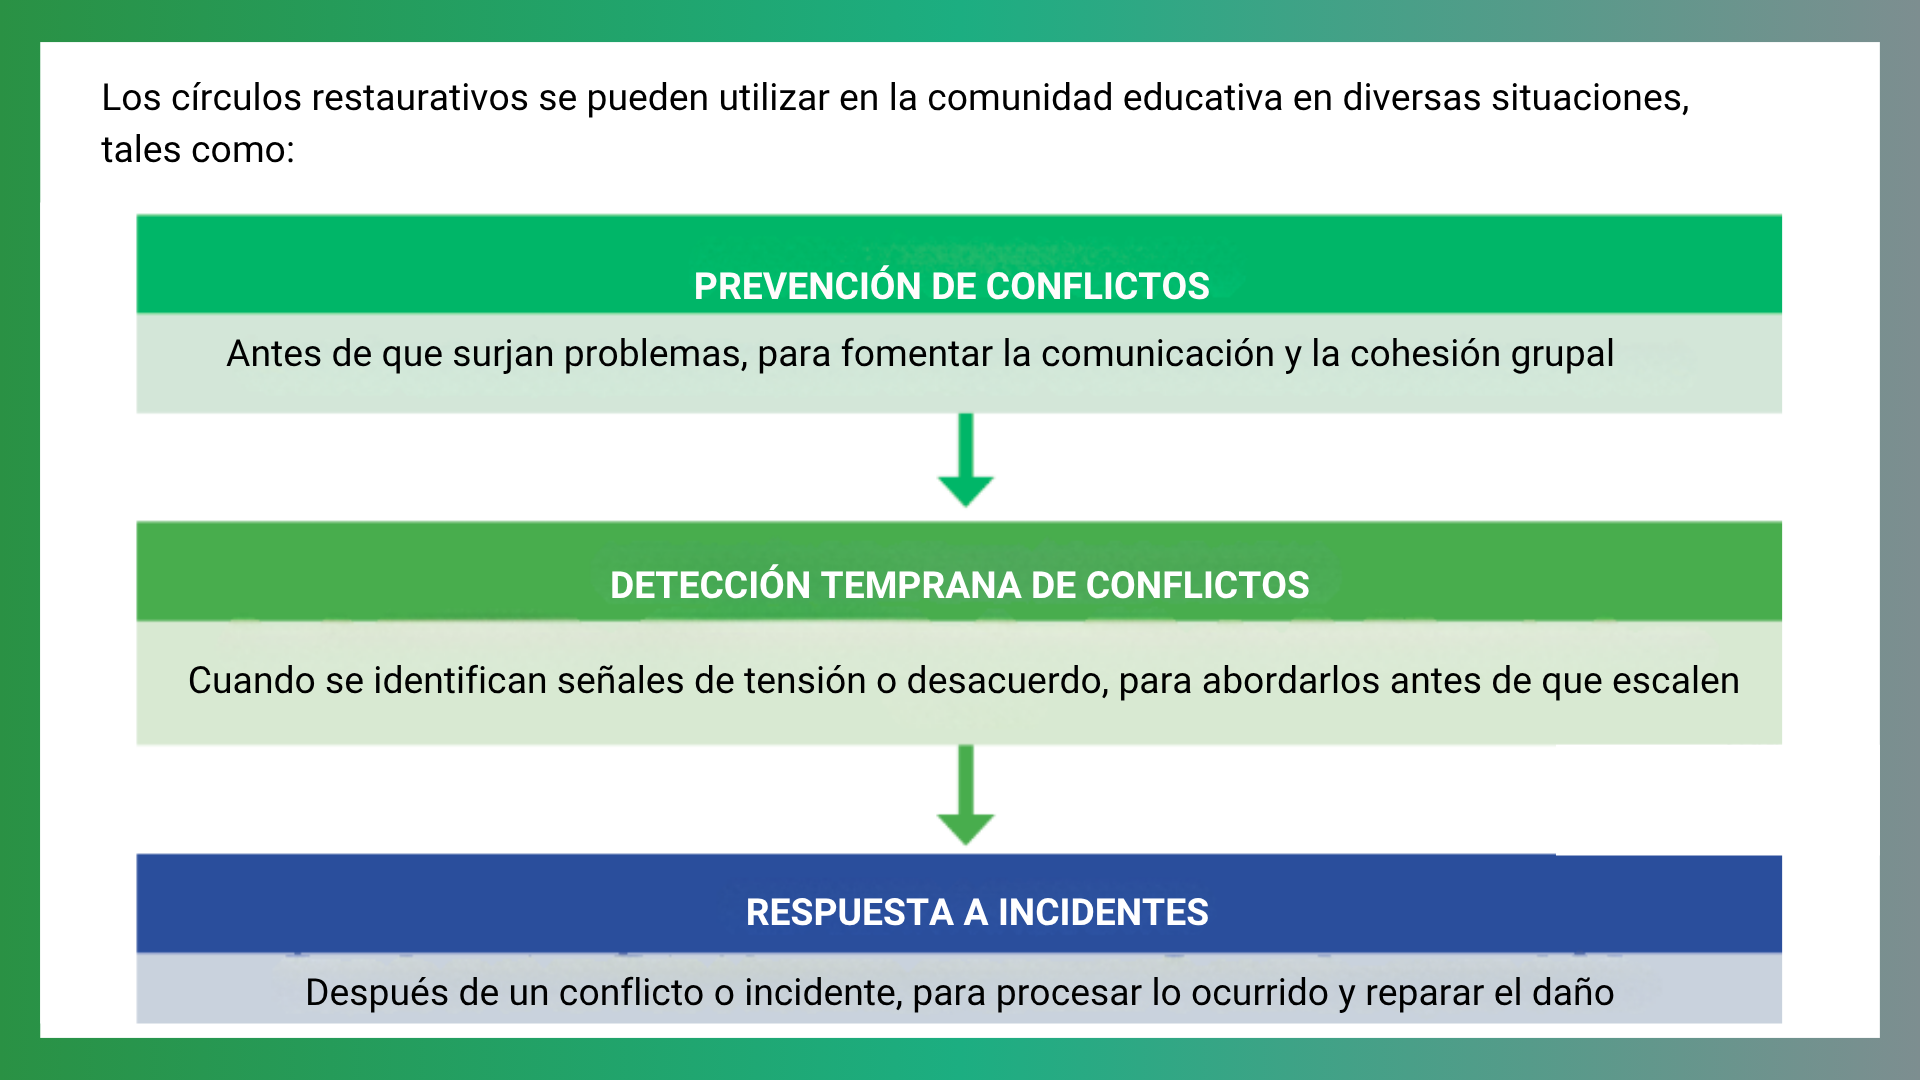 Los círculos restaurativos se pueden utilizar en la comunidad educativa en diversas situaciones,
tales como:
PREVENCIÓN DE CONFLICTOS
Antes de que surjan problemas, para fomentar la comunicación y la cohesión grupal
DETECCIÓN TEMPRANA DE CONFLICTOS
Cuando se identifican señales de tensión o desacuerdo, para abordarlos antes de que escalen
RESPUESTA A INCIDENTES
Después de un conflicto o incidente, para procesar lo ocurrido y reparar el daño